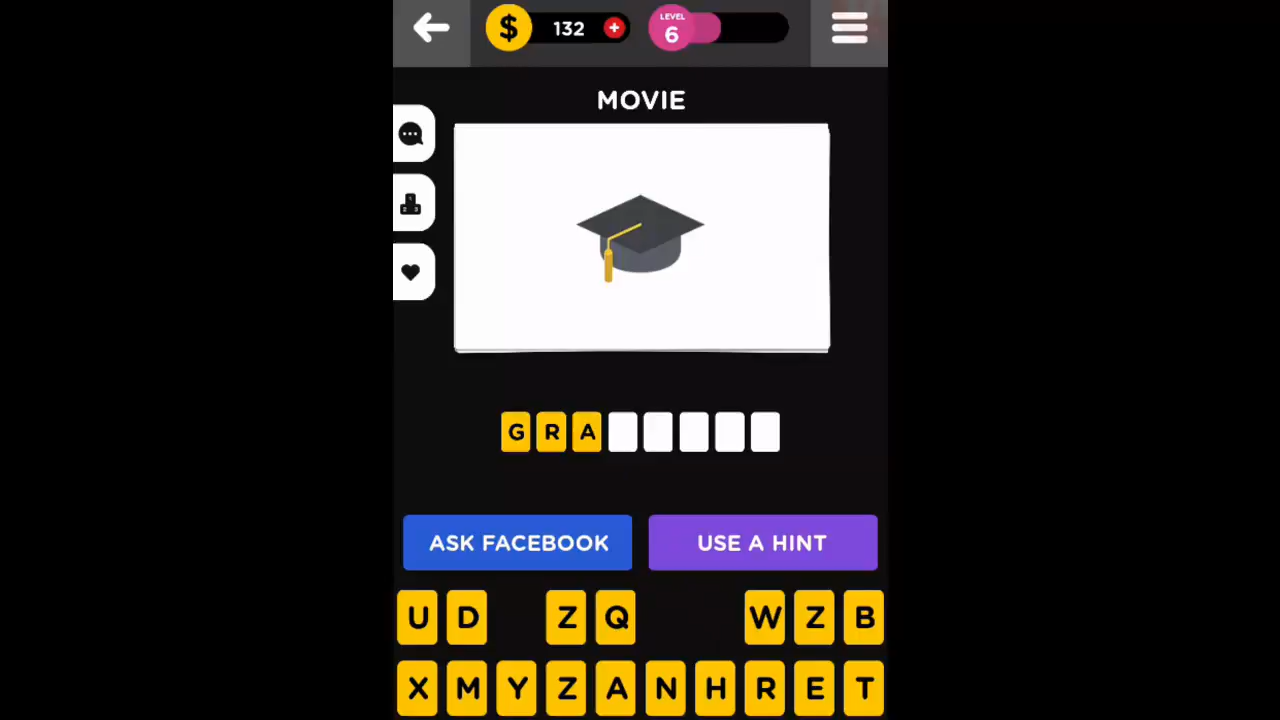 $ 132 + LEVEL
6
MOVIE
G R A
ASK FACEBOOK USE A HINT
U D Z Q W Z B
X M Y Z A N H R E T